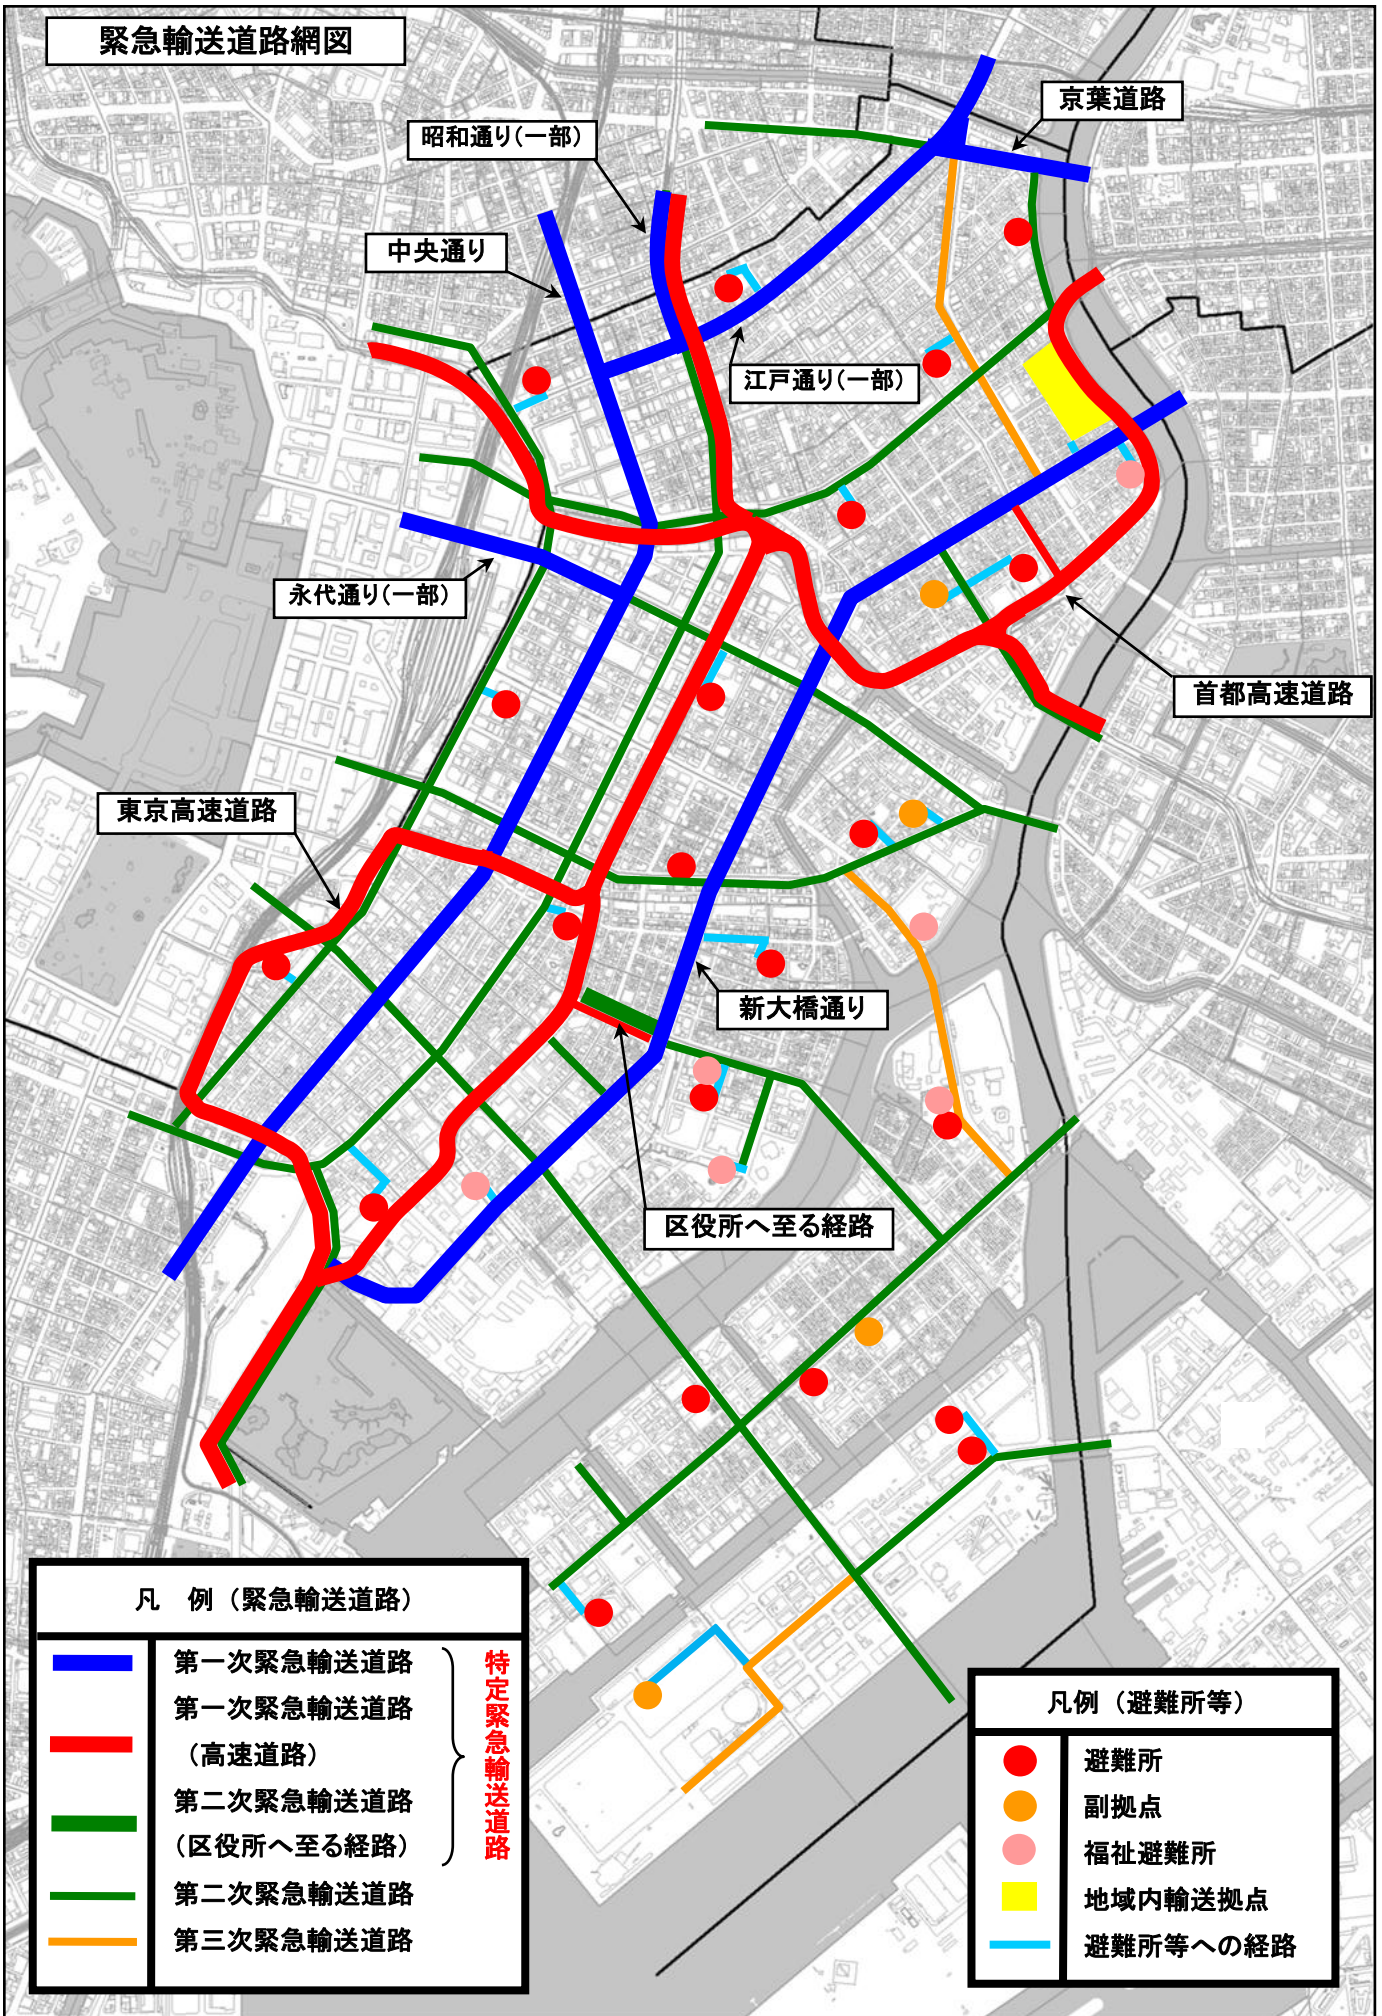 緊急輸送道路網図
京葉道路
昭和通り(一部)
中央通り
江戸通り(一部)
永代通り(一部)
首都高速道路
東京高速道路
新大橋通り
区役所へ至る経路
凡 例(緊急輸送道路)
第一次緊急輸送道路
第一次緊急輸送道路
(高速道路)
第二次緊急輸送道路
(区役所へ至る経路)
第二次緊急輸送道路
第三次緊急輸送道路
特定緊急輸送道路
凡例(避難所等)
避難所
副拠点
福祉避難所
地域内輸送拠点
避難所等への経路